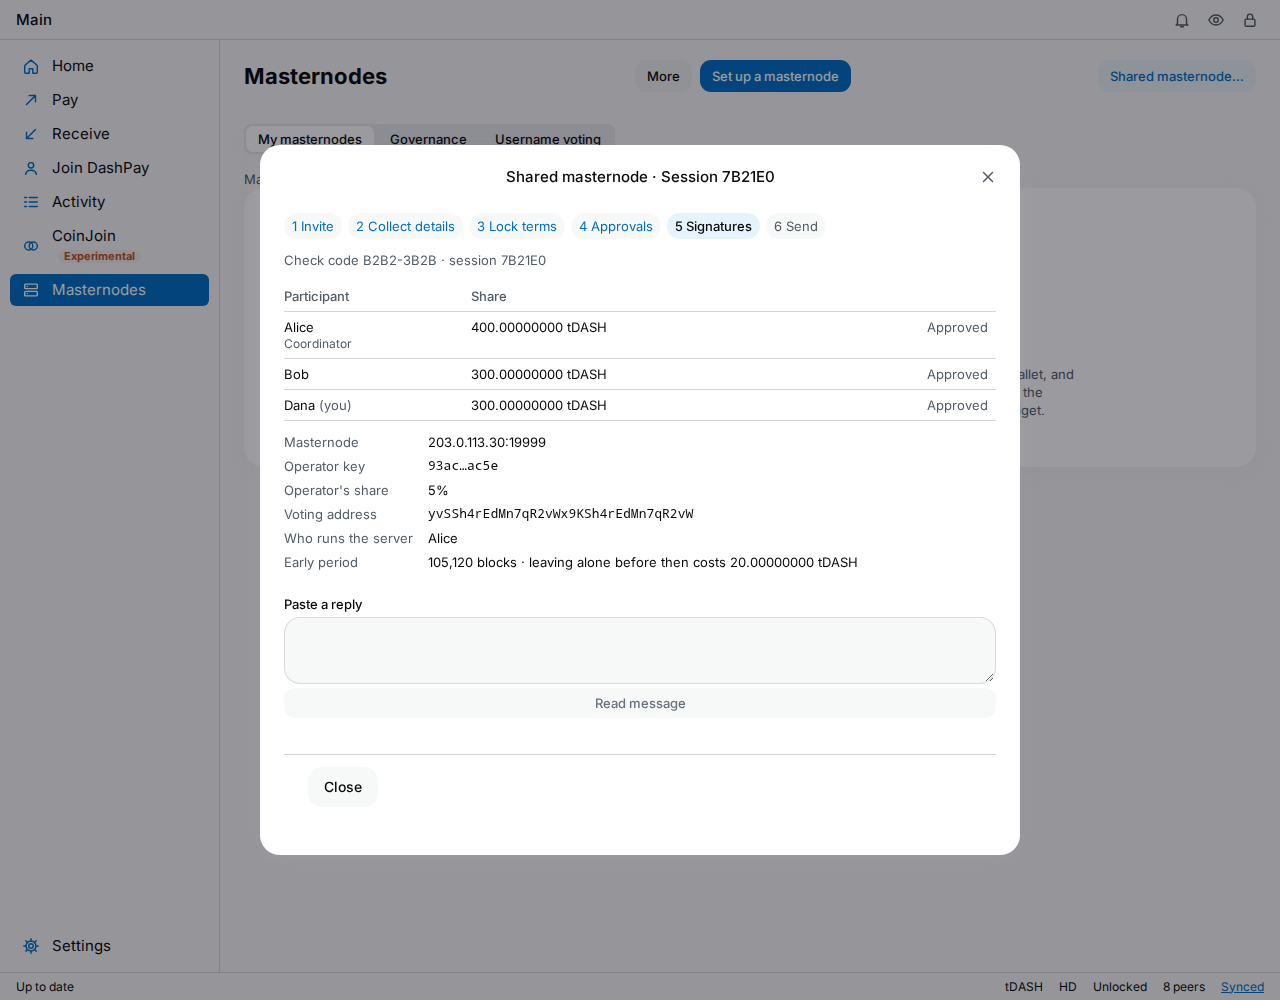 Main
Home
Pay
Receive
Join DashPay
Activity
CoinJoin
Experimental
Masternodes
Settings
Masternodes
More
Set up a masternode
Shared masternode...
My masternodes
Governance
Username voting
Ma
Shared masternode · Session 7B21E0
1 Invite
2 Collect details
3 Lock terms
4 Approvals
5 Signatures
6 Send
Check code B2B2-3B2B · session 7B21E0
Participant Share
Alice 400.00000000 tDASH Approved
Coordinator
Bob 300.00000000 tDASH Approved
Dana (you) 300.00000000 tDASH Approved
Masternode 203.0.113.30:19999
Operator key 93ac…ac5e
Operator's share 5%
Voting address yvSSh4rEdMn7qR2vWx9KSh4rEdMn7qR2vW
Who runs the server Alice
Early period 105,120 blocks · leaving alone before then costs 20.00000000 tDASH
Paste a reply
Read message
Close
allet, and
the
get.
Up to date
tDASH HD Unlocked 8 peers Synced